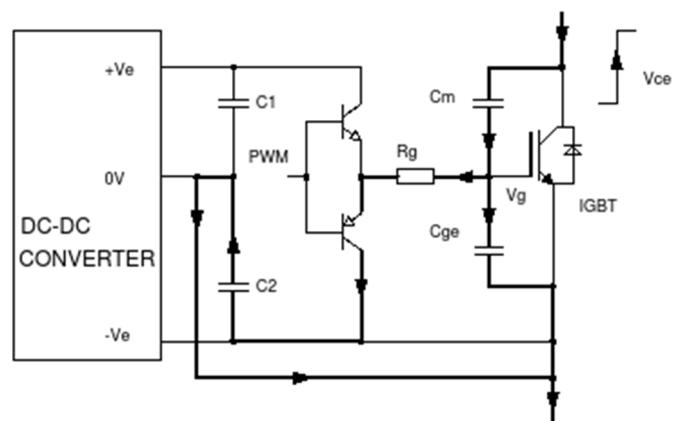 +Ve
C1
Cm
Vce
PWM
Rg
0V
Vg
IGBT
DC-DC
CONVERTER
Cge
C2
-Ve